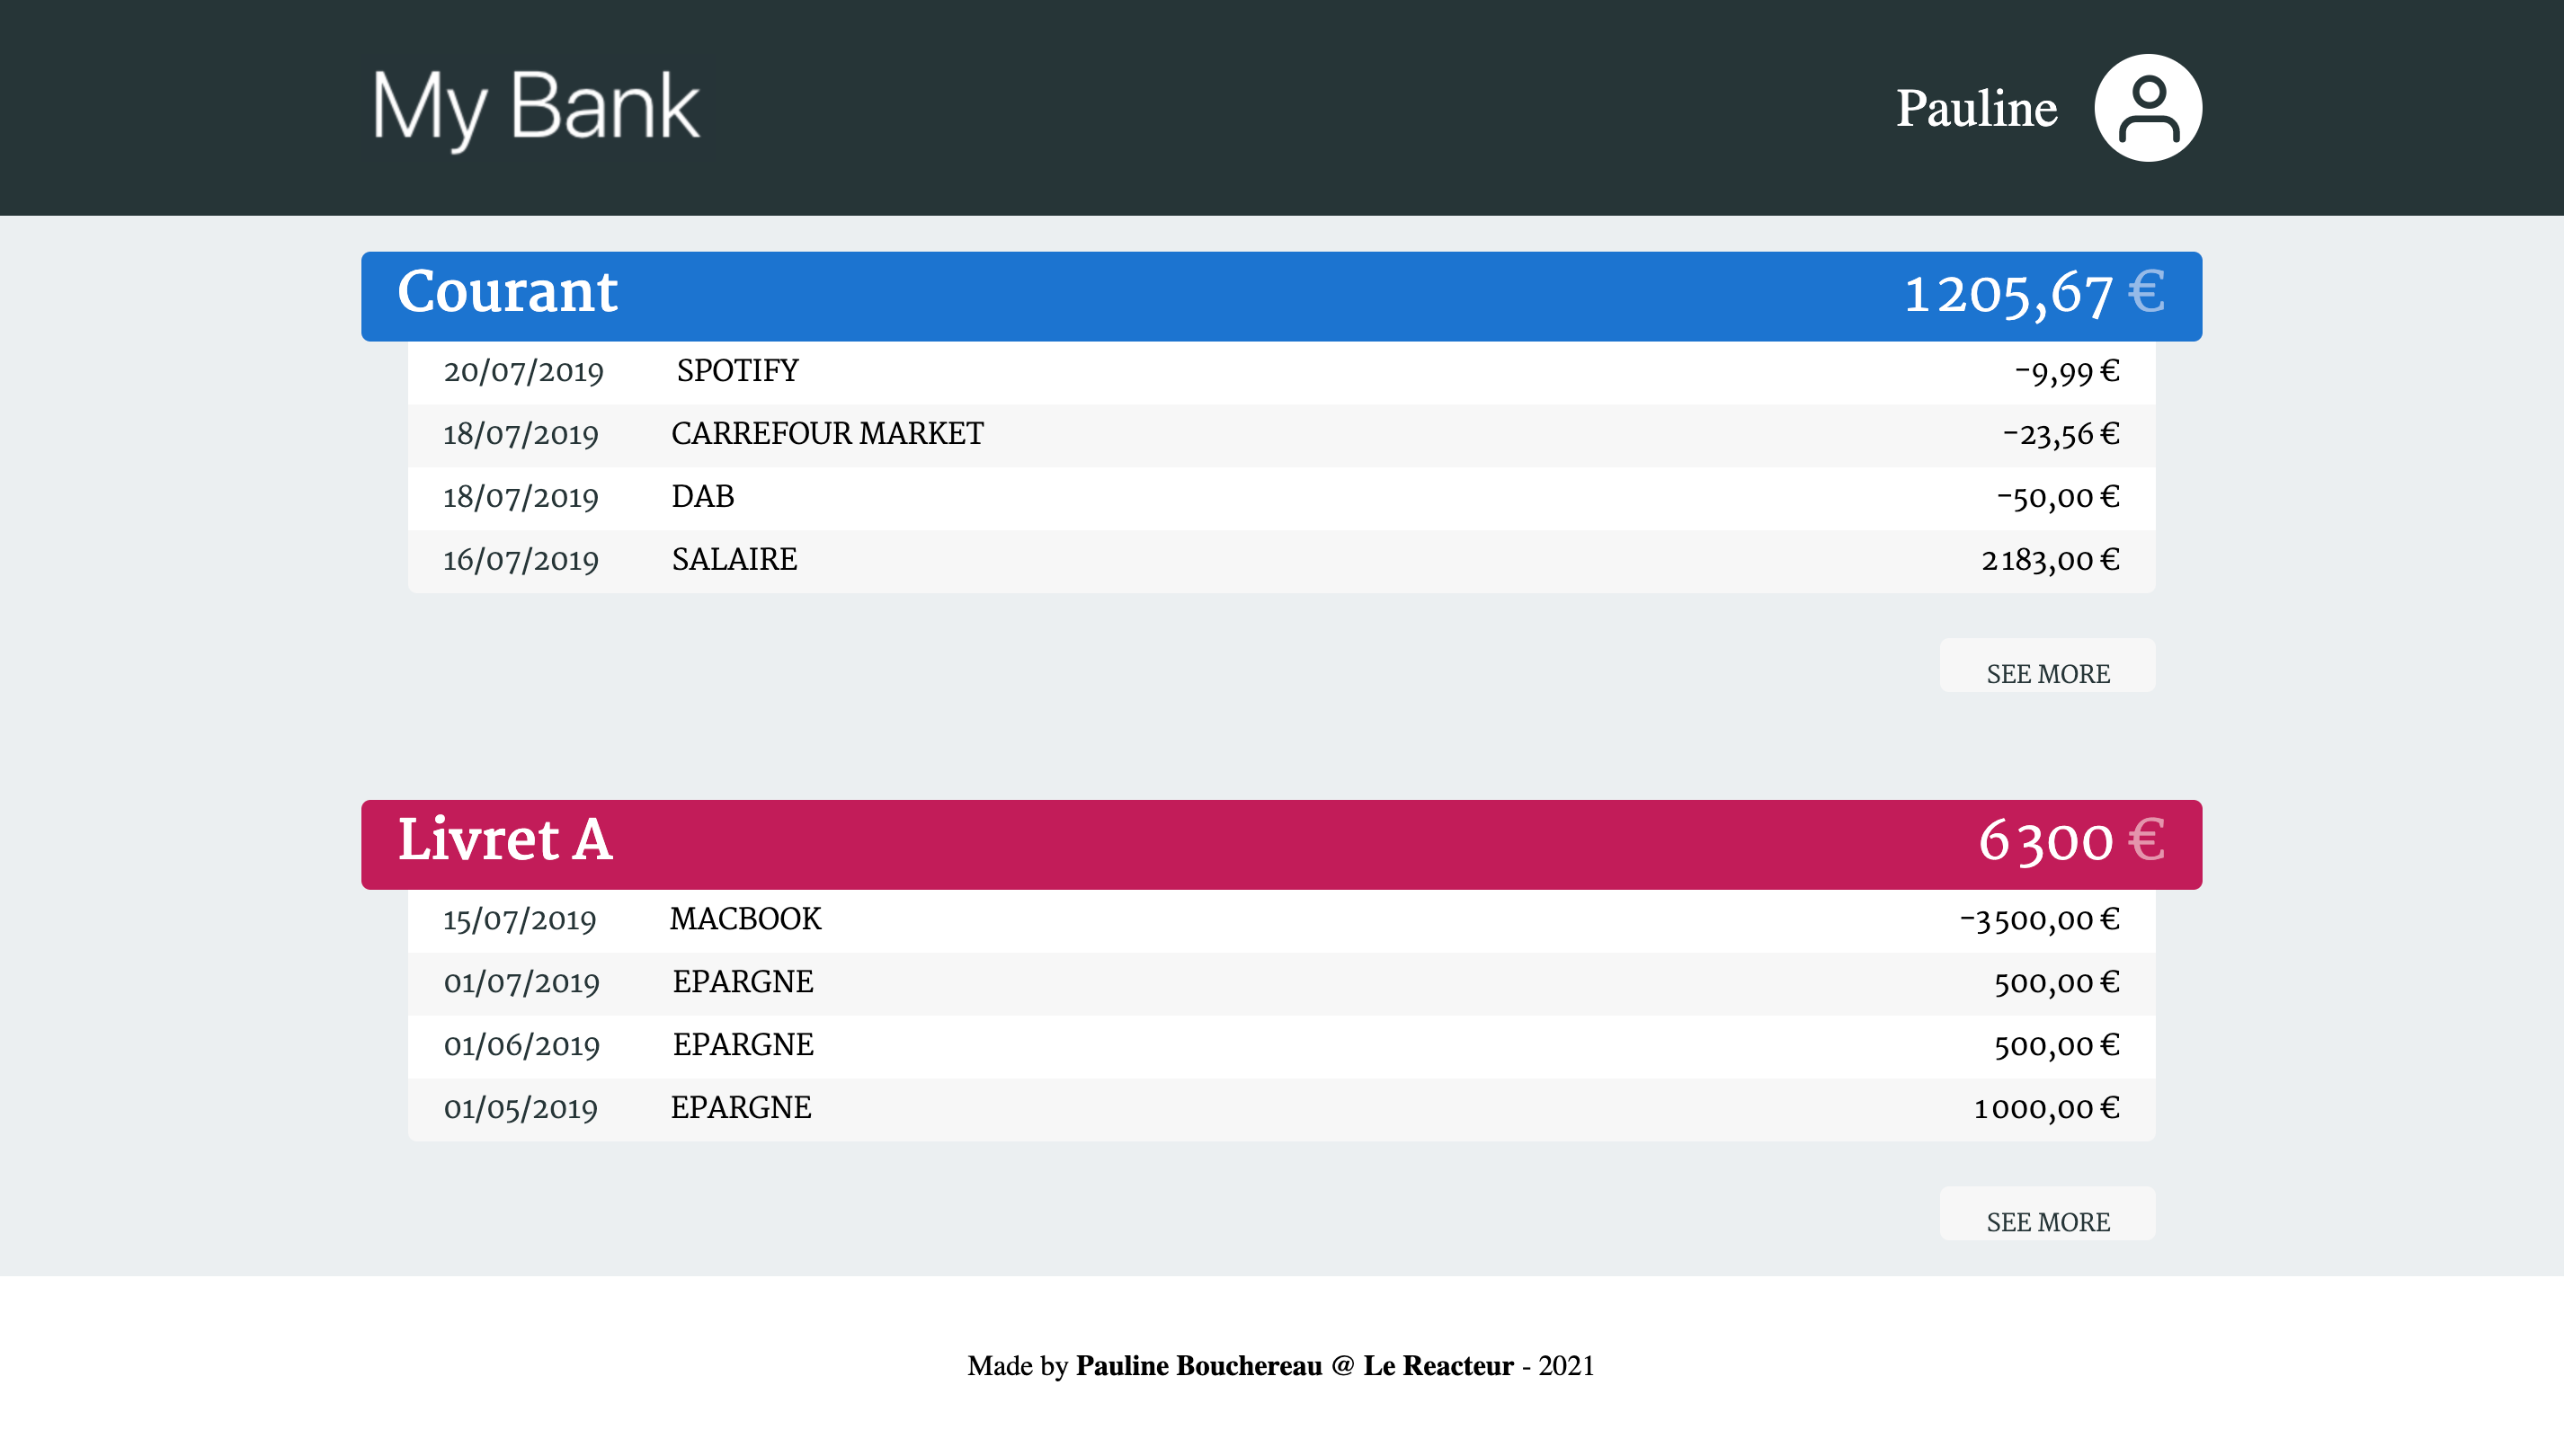 My Bank
Pauline
Courant 1 205,67 €
20/07/2019 SPOTIFY -9,99 €
18/07/2019 CARREFOUR MARKET -23,56 €
18/07/2019 DAB -50,00 €
16/07/2019 SALAIRE 2 183,00 €
SEE MORE
Livret A 6 300 €
15/07/2019 MACBOOK -3 500,00 €
01/07/2019 EPARGNE 500,00 €
01/06/2019 EPARGNE 500,00 €
01/05/2019 EPARGNE 1 000,00 €
SEE MORE
Made by Pauline Bouchereau @ Le Reacteur - 2021